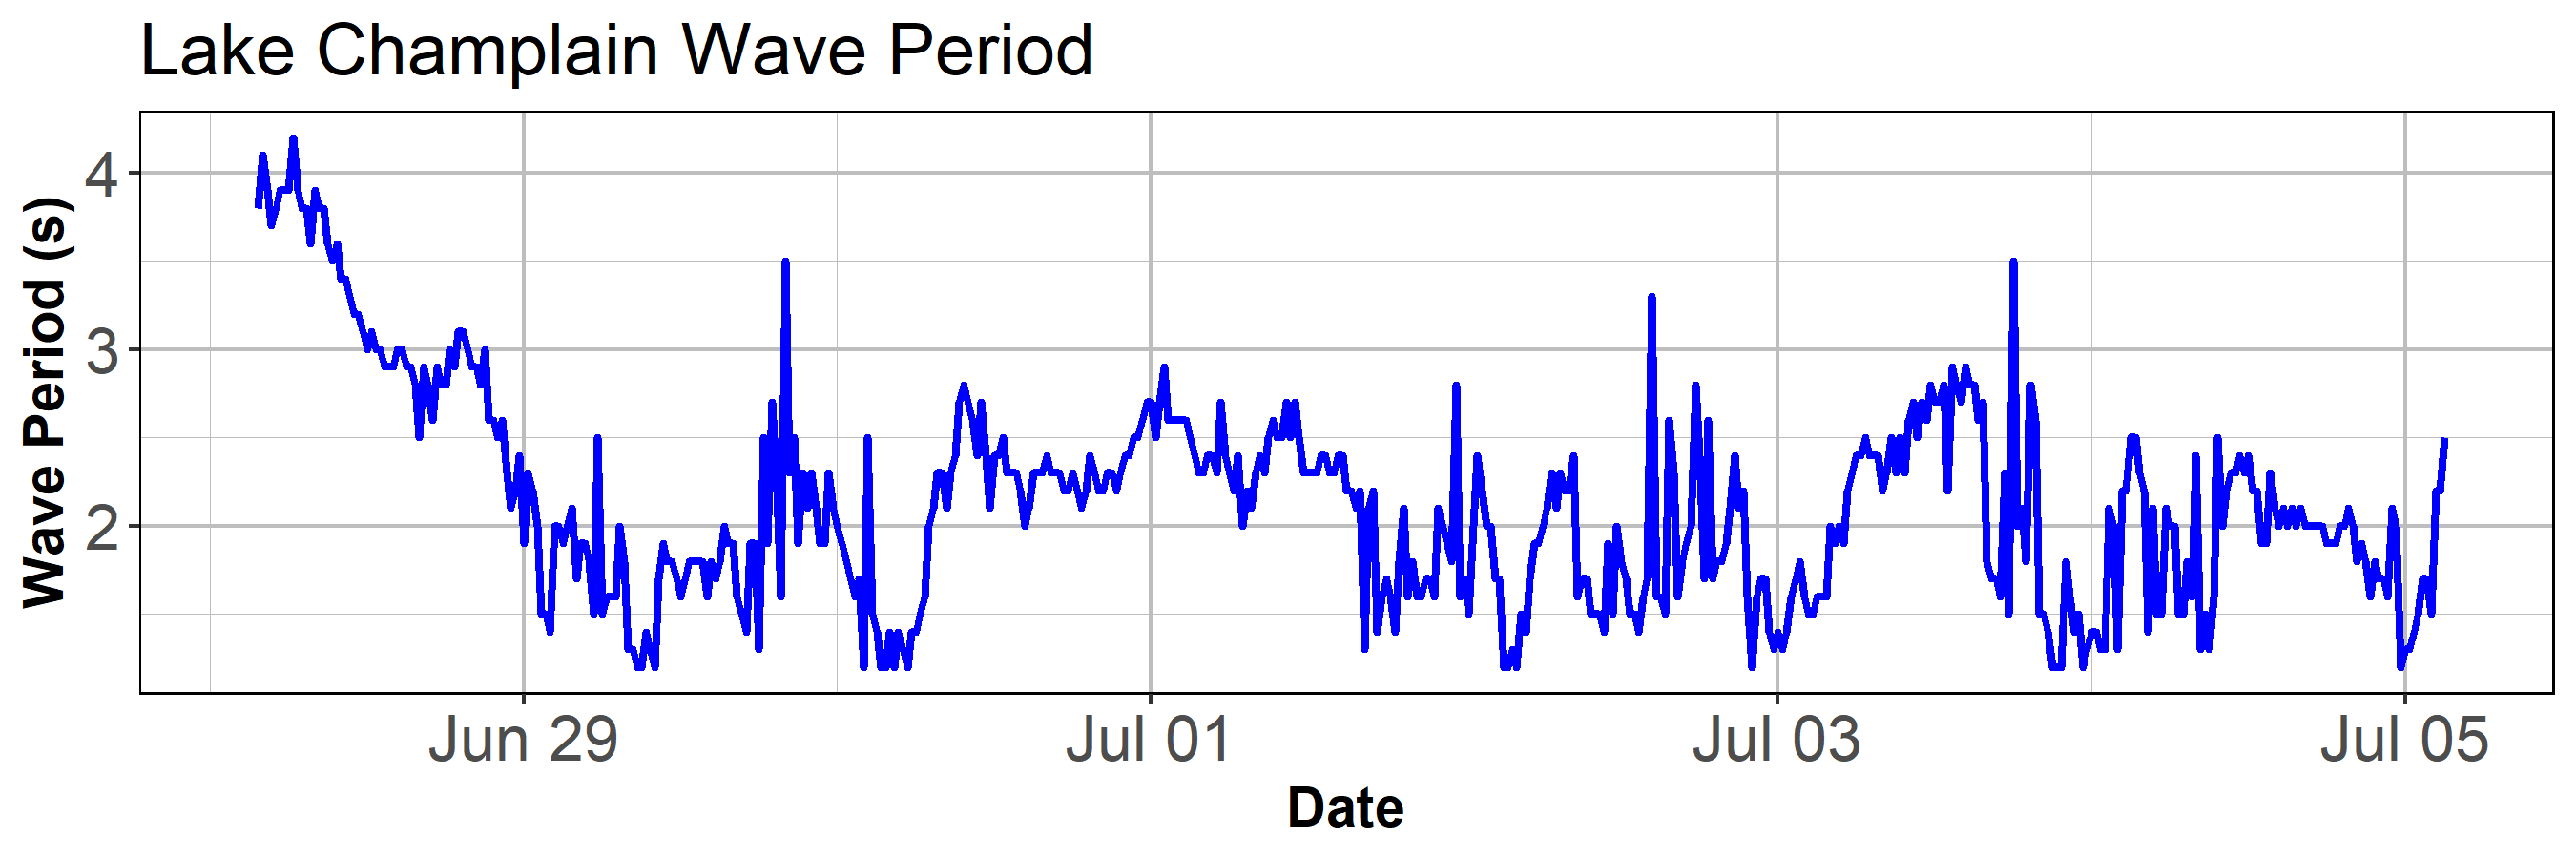 Lake Champlain Wave Period
Wave Period (s)
4
3
2
Jun 29
Jul 01
Jul 03
Jul 05
Date